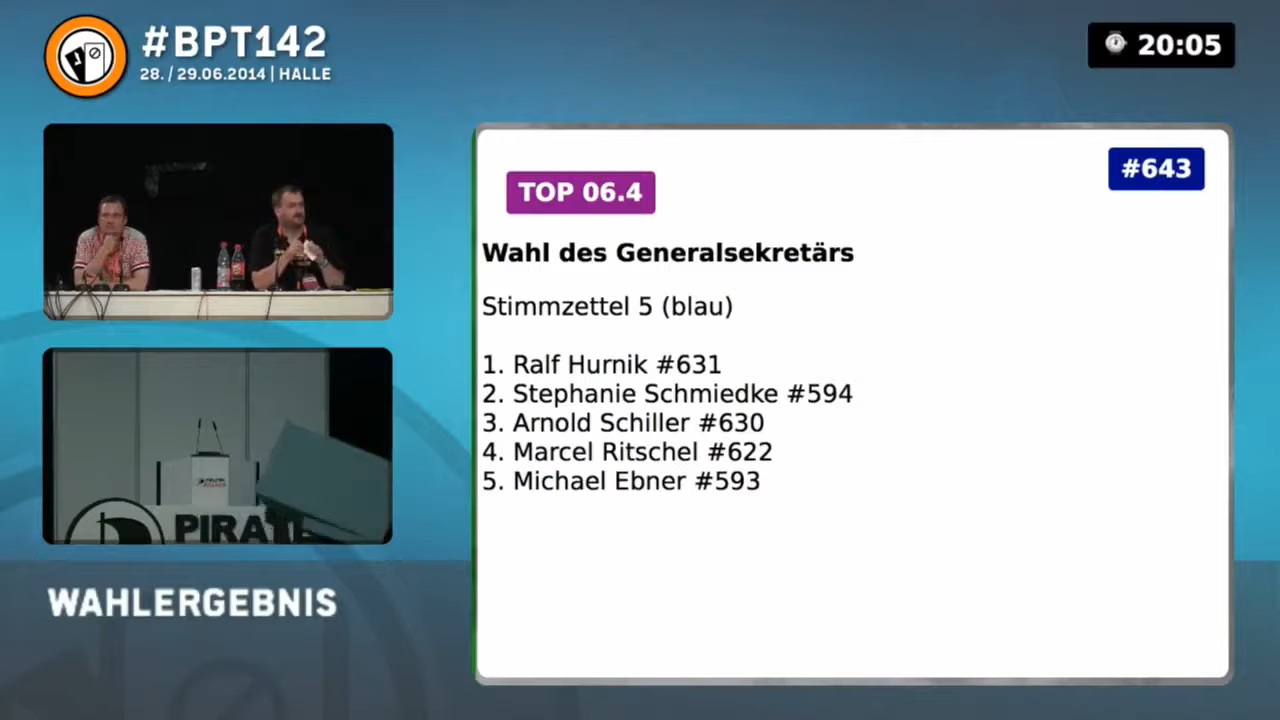 #BPT142
28. / 29.06.2014 | HALLE
20:05
#643
TOP 06.4
Wahl des Generalsekretärs
Stimmzettel 5 (blau)
1. Ralf Hurnik #631
2. Stephanie Schmiedke #594
3. Arnold Schiller #630
4. Marcel Ritschel #622
5. Michael Ebner #593
PIRATE
WAHLERGEBNIS